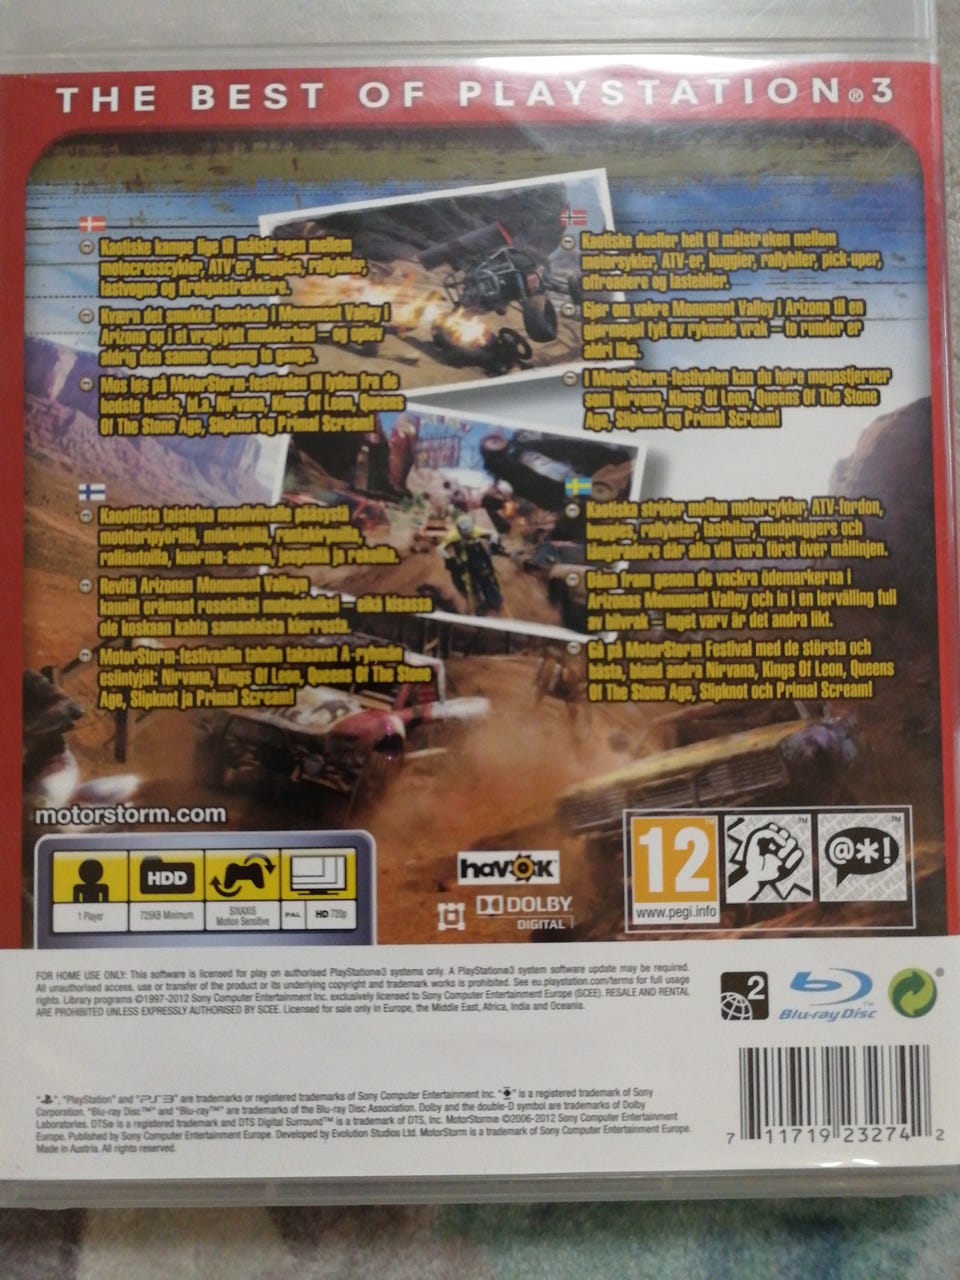 THE BEST OF PLAYSTATION®3
Kaotiske kampe lige til målstregen mellem
motocrosscykler, ATV'er, buggies, rallybiler,
lastvogne og firehjulstrækkere.
Kværn det smukke landskab i Monument Valley i
Arizona op i et vragfyldt mudderhul – og oplev
aldrig den samme omgang to gange.
Mos løs på MotorStorm-festivalen til lyden fra de
bedste bands, bl.a. Nirvana, Kings Of Leon, Queens
Of The Stone Age, Slipknot og Primal Scream!
Kaotiske dueller helt til målstreken mellom
motorsykler, ATV-er, buggier, rallybiler, pick-uper,
offroadere og lastebiler.
Gjør om vakre Monument Valley i Arizona til en
gjørmepøl fylt av rykende vrak – to runder er
aldri like.
I MotorStorm-festivalen kan du høre megastjerner
som Nirvana, Kings Of Leon, Queens Of The Stone
Age, Slipknot og Primal Scream!
Kaoottista taistelua
moottoripyörillä, mönkijöillä,
ralliautoilla, kuorma-autoilla, jeepeillä ja rekoilla.
Revitä Arizonan Monument Valleyn
kauniit erämaat rosoisiksi – eikä kisassa
ole koskaan kahta samanlaista kierrosta.
MotorStorm-festivaalin tahdin takaavat A-ryhmän
esiintyjät: Nirvana, Kings Of Leon, Queens Of The Stone
Age, Slipknot ja Primal Scream!
Kaotiska strider mellan motorcyklar, ATV-fordon,
buggys, rallybilar, lastbilar, mudpluggers och
långtradare där alla vill vara först över mållinjen.
Dåna fram genom de vackra ödemarkerna i
Arizonas Monument Valley och in i en lervälling full
av bilvrak – inget varv är det andra likt.
Gå på MotorStorm Festival med de största och
bästa, bland andra Nirvana, Kings Of Leon, Queens
Of The Stone Age, Slipknot och Primal Scream!
motorstorm.com
HDD
1 Player
725KB Minimum
SIXAXIS
Motion Sensitive
PAL
HD 720p
havok
DOLBY
DIGITAL
12
www.pegi.info
@*!
FOR HOME USE ONLY: This software is licensed for play on authorised PlayStation®3 systems only. A PlayStation®3 system software update may be required.
All unauthorised access, use or transfer of the product or its underlying copyright and trademark works is prohibited. See eu.playstation.com/terms for full usage
rights. Library programs ©1997-2012 Sony Computer Entertainment Inc. exclusively licensed to Sony Computer Entertainment Europe (SCEE). RESALE AND RENTAL
ARE PROHIBITED UNLESS EXPRESSLY AUTHORISED BY SCEE. Licensed for sale only in Europe, the Middle East, Africa, India and Oceania.
2
Blu-ray Disc™
®
" ", "PlayStation" and "PS3" are trademarks or registered trademarks of Sony Computer Entertainment Inc. " " is a registered trademark of Sony
Corporation. "Blu-ray Disc™" and "Blu-ray™" are trademarks of the Blu-ray Disc Association. Dolby and the double-D symbol are trademarks of Dolby
Laboratories. DTS® is a registered trademark and DTS Digital Surround™ is a trademark of DTS, Inc. MotorStorm® ©2006-2012 Sony Computer Entertainment
Europe. Published by Sony Computer Entertainment Europe. Developed by Evolution Studios Ltd. MotorStorm is a trademark of Sony Computer Entertainment Europe.
Made in Austria. All rights reserved.
7 11719 23274 2